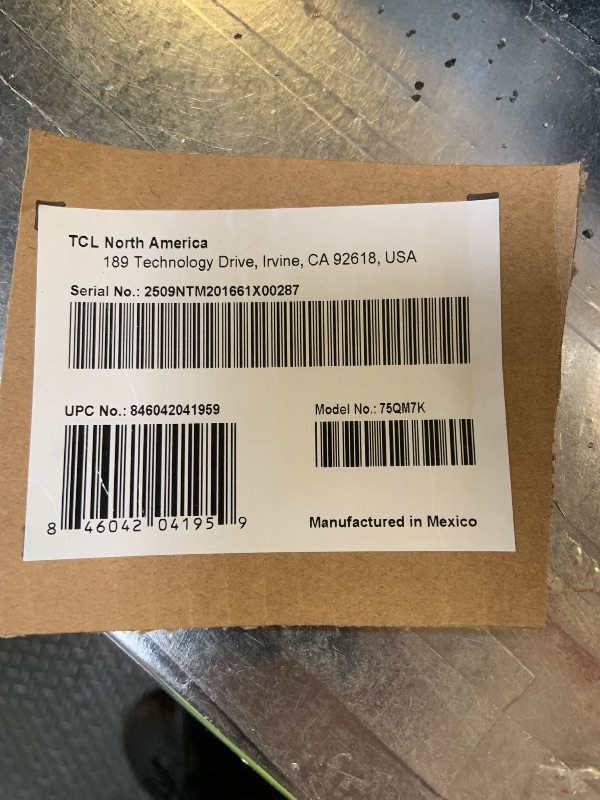 TCL North America
189 Technology Drive, Irvine, CA 92618, USA
Serial No.: 2509NTM201661X00287
UPC No.: 846042041959
Model No.: 75QM7K
8 46042 04195 9
Manufactured in Mexico